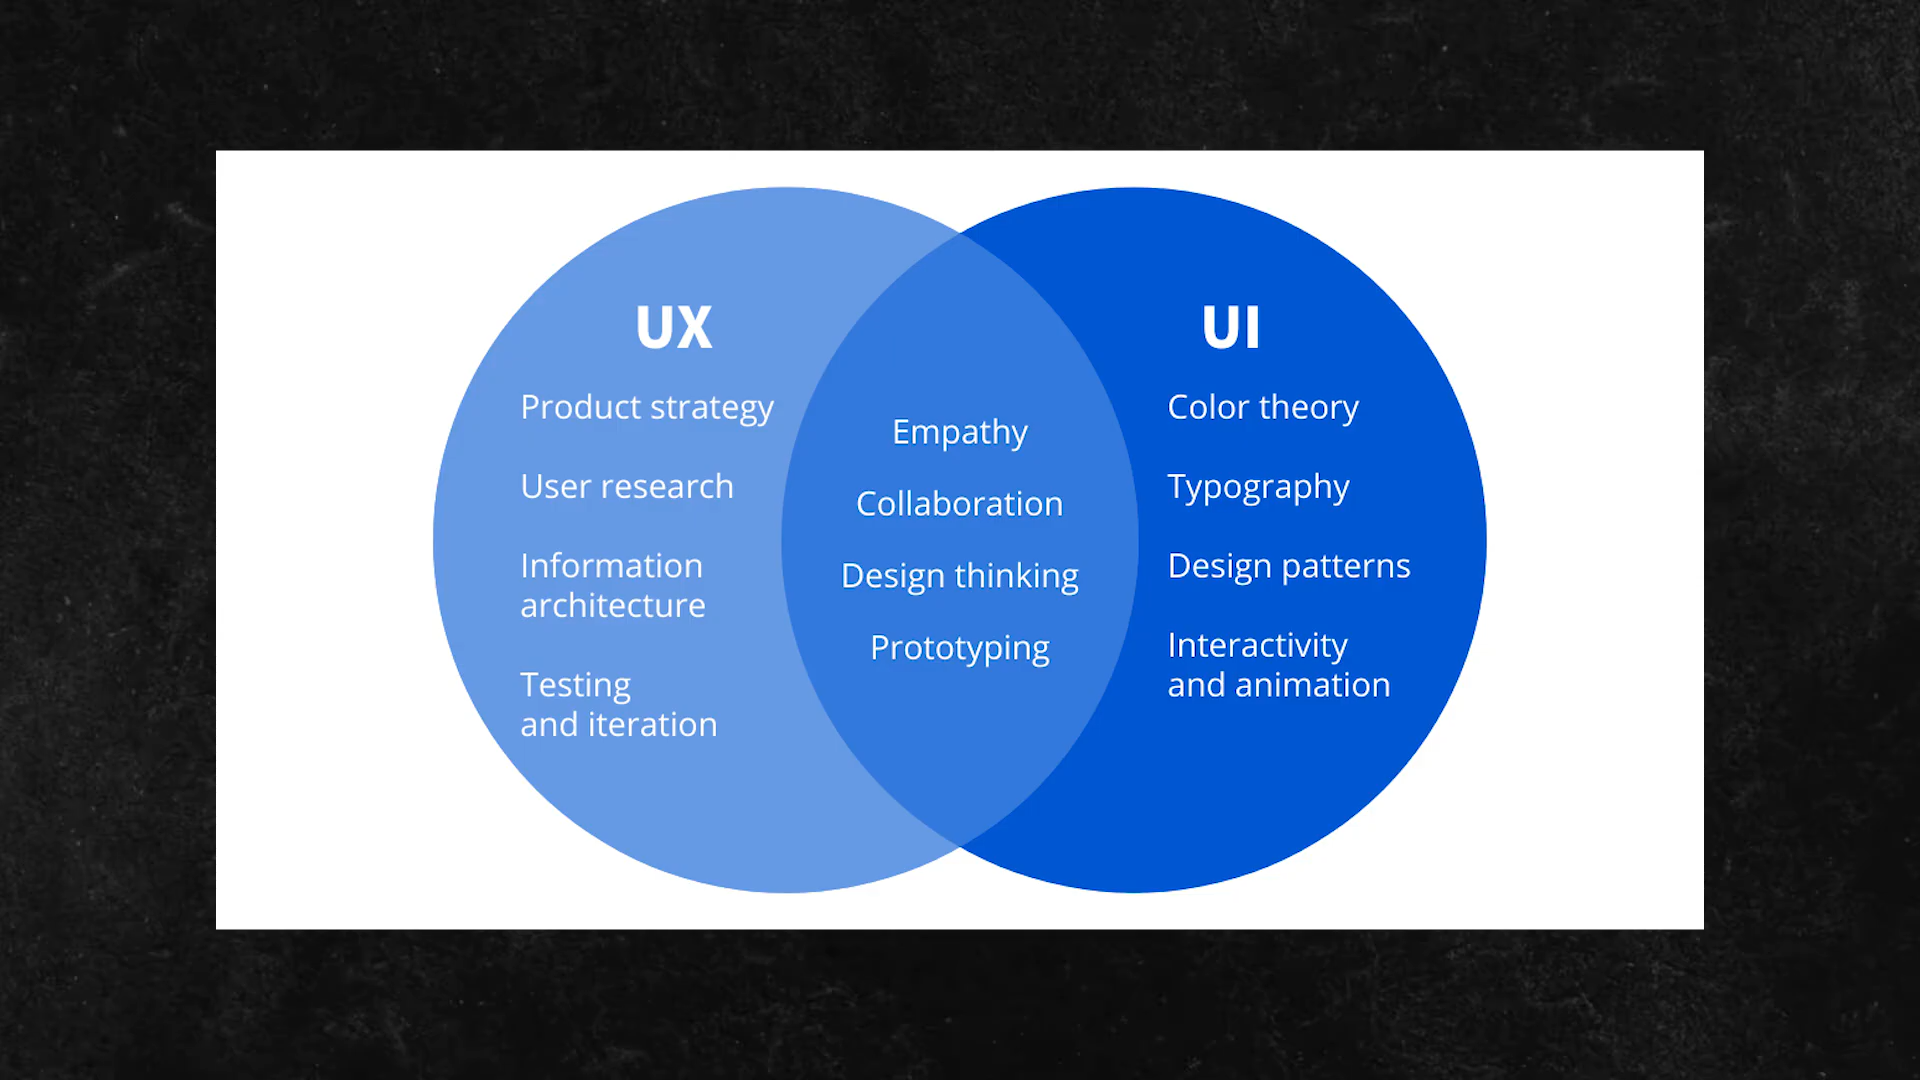 UX
Product strategy
User research
Information
architecture
Testing
and iteration
Empathy
Collaboration
Design thinking
Prototyping
UI
Color theory
Typography
Design patterns
Interactivity
and animation